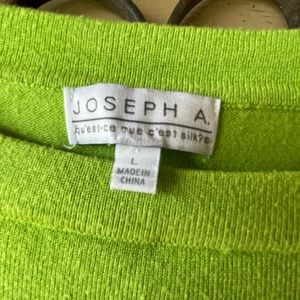 JOSEPH A.
qu'est-ce que c'est silk?®
L
MADE IN
CHINA